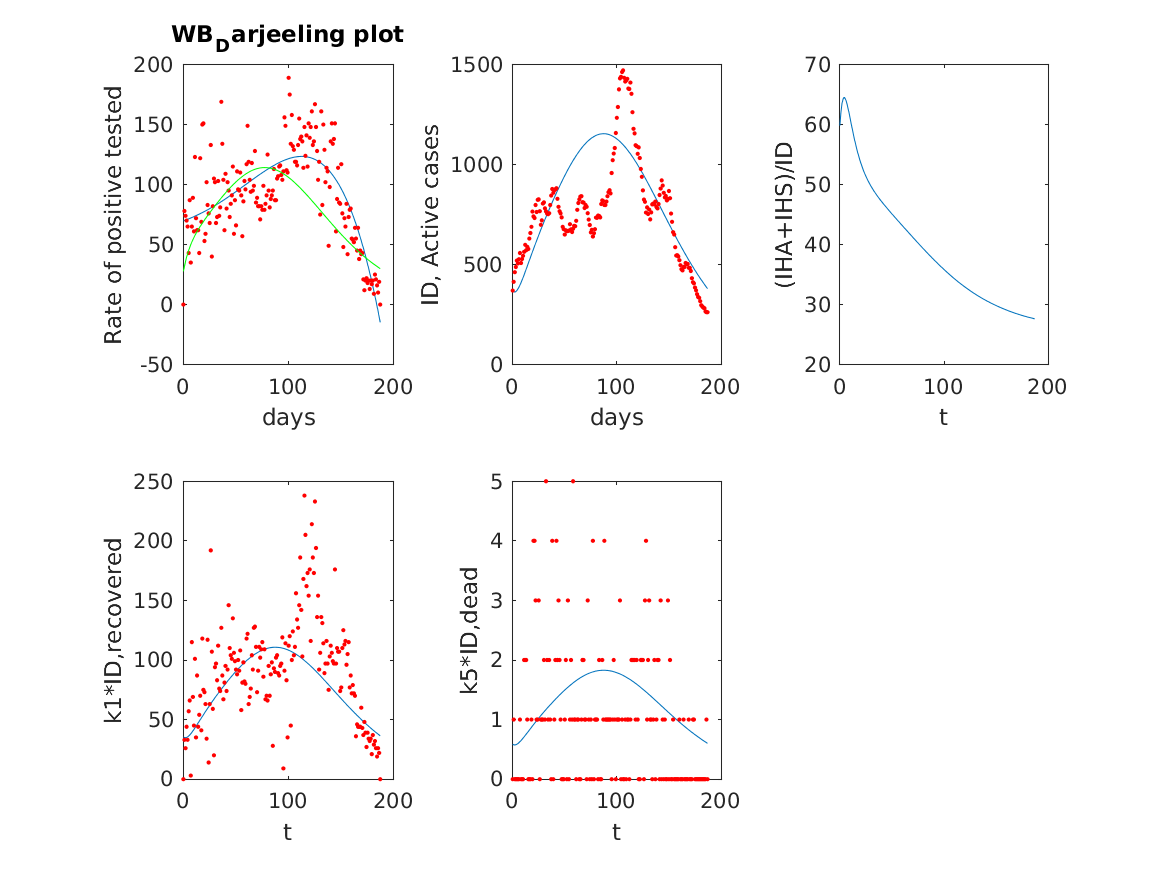 WB_Darjeeling plot
200
150
100
50
0
-50
0 100 200
days
Rate of positive tested
1500
1000
500
0
0 100 200
days
ID, Active cases
70
60
50
40
30
20
0 100 200
t
(IHA+IHS)/ID
250
200
150
100
50
0
0 100 200
t
k1*ID,recovered
5
4
3
2
1
0
0 100 200
t
k5*ID,dead